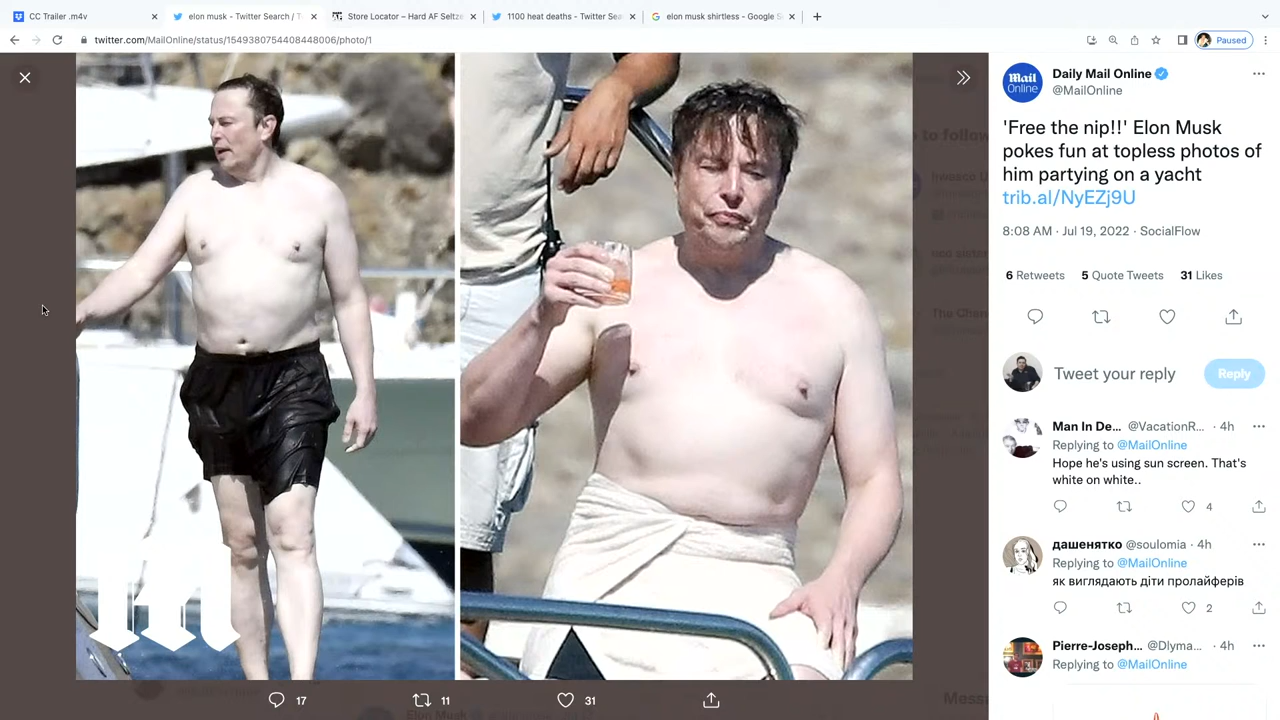 CC Trailer .m4v
elon musk - Twitter Search / T
Store Locator – Hard AF Seltze
1100 heat deaths - Twitter Sea
elon musk shirtless - Google S
twitter.com/MailOnline/status/1549380754408448006/photo/1
Paused
Mail
Online
Daily Mail Online
@MailOnline
'Free the nip!!' Elon Musk
pokes fun at topless photos of
him partying on a yacht
trib.al/NyEZj9U
8:08 AM · Jul 19, 2022 · SocialFlow
6 Retweets 5 Quote Tweets 31 Likes
Tweet your reply
Reply
Man In De... @VacationR... · 4h
Replying to @MailOnline
Hope he's using sun screen. That's
white on white..
4
дашенятко @soulomia · 4h
Replying to @MailOnline
як виглядають діти пролайферів
2
Pierre-Joseph... @Dlyma... · 4h
Replying to @MailOnline
17
11
31